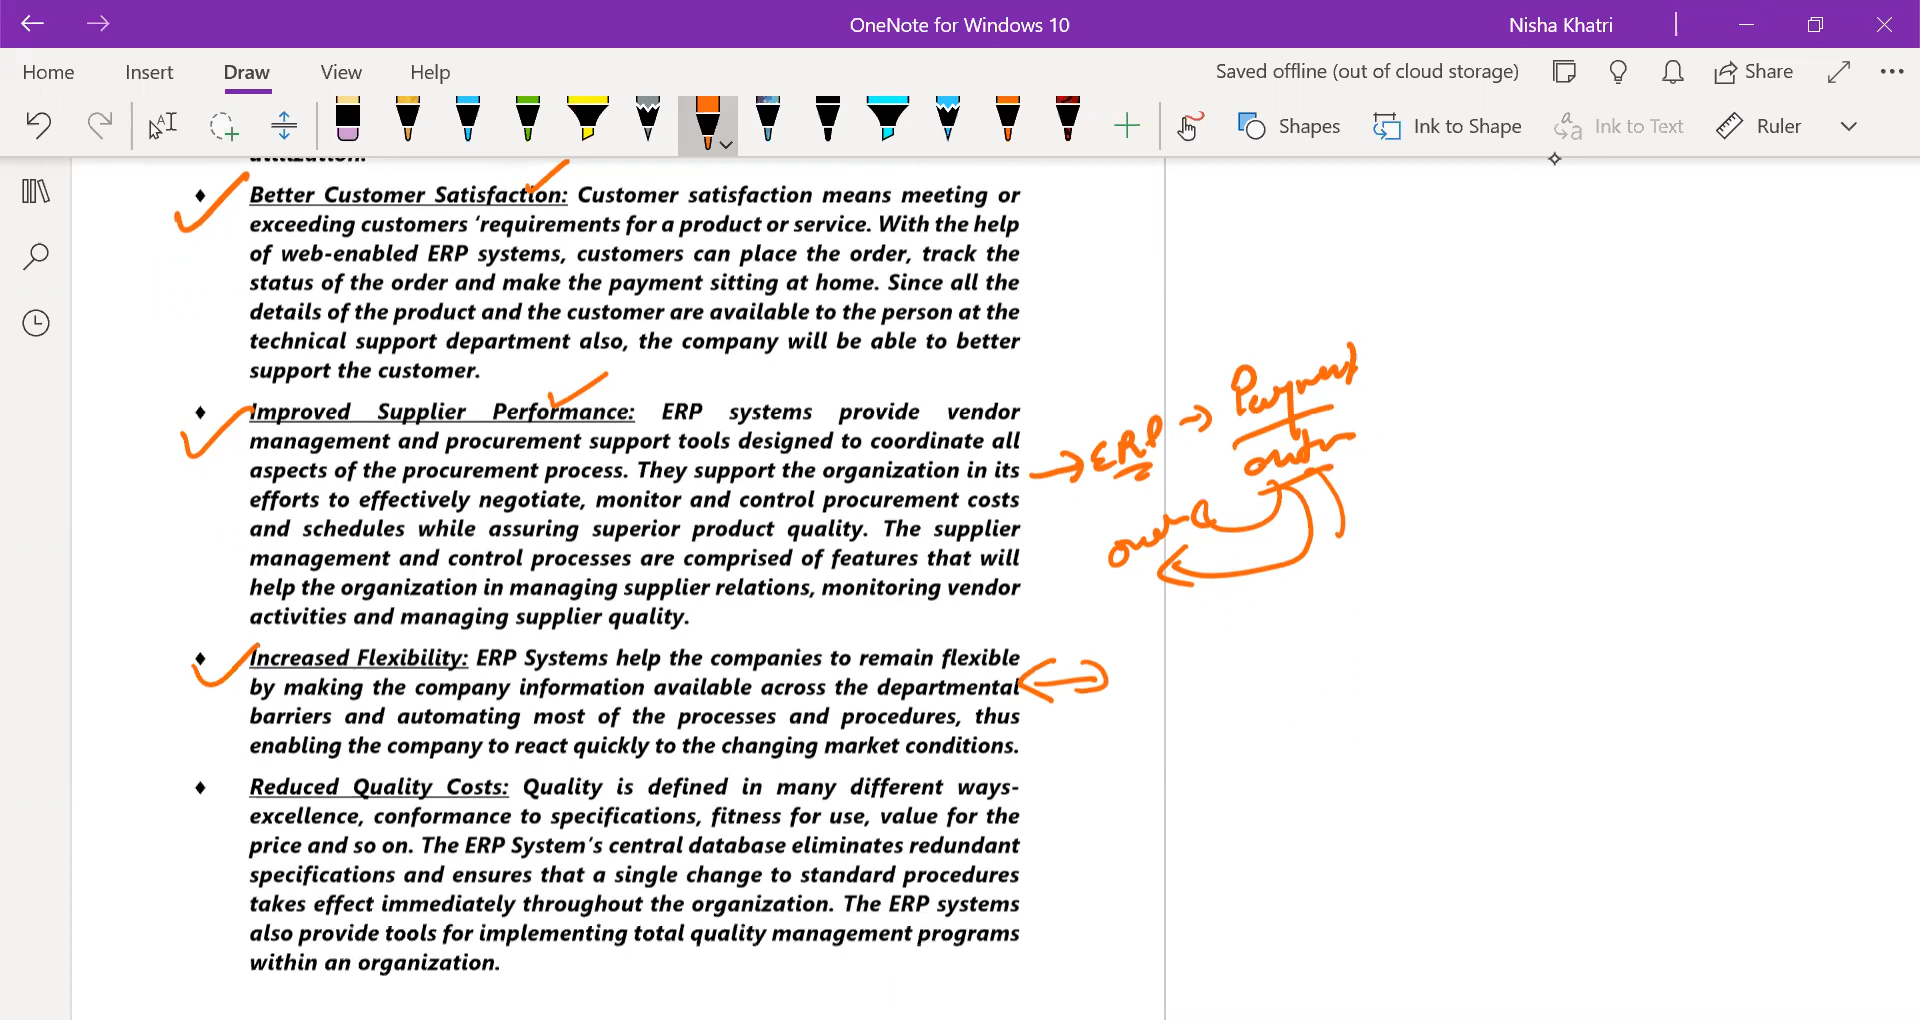 OneNote for Windows 10
Nisha Khatri
Home Insert Draw View Help
Saved offline (out of cloud storage) Share
Shapes Ink to Shape Ink to Text Ruler
utilization.
♦ Better Customer Satisfaction: Customer satisfaction means meeting or
exceeding customers ‘requirements for a product or service. With the help
of web-enabled ERP systems, customers can place the order, track the
status of the order and make the payment sitting at home. Since all the
details of the product and the customer are available to the person at the
technical support department also, the company will be able to better
support the customer.
♦ Improved Supplier Performance: ERP systems provide vendor
management and procurement support tools designed to coordinate all
aspects of the procurement process. They support the organization in its
efforts to effectively negotiate, monitor and control procurement costs
and schedules while assuring superior product quality. The supplier
management and control processes are comprised of features that will
help the organization in managing supplier relations, monitoring vendor
activities and managing supplier quality.
♦ Increased Flexibility: ERP Systems help the companies to remain flexible
by making the company information available across the departmental
barriers and automating most of the processes and procedures, thus
enabling the company to react quickly to the changing market conditions.
♦ Reduced Quality Costs: Quality is defined in many different ways-
excellence, conformance to specifications, fitness for use, value for the
price and so on. The ERP System’s central database eliminates redundant
specifications and ensures that a single change to standard procedures
takes effect immediately throughout the organization. The ERP systems
also provide tools for implementing total quality management programs
within an organization.
ERP → Payment